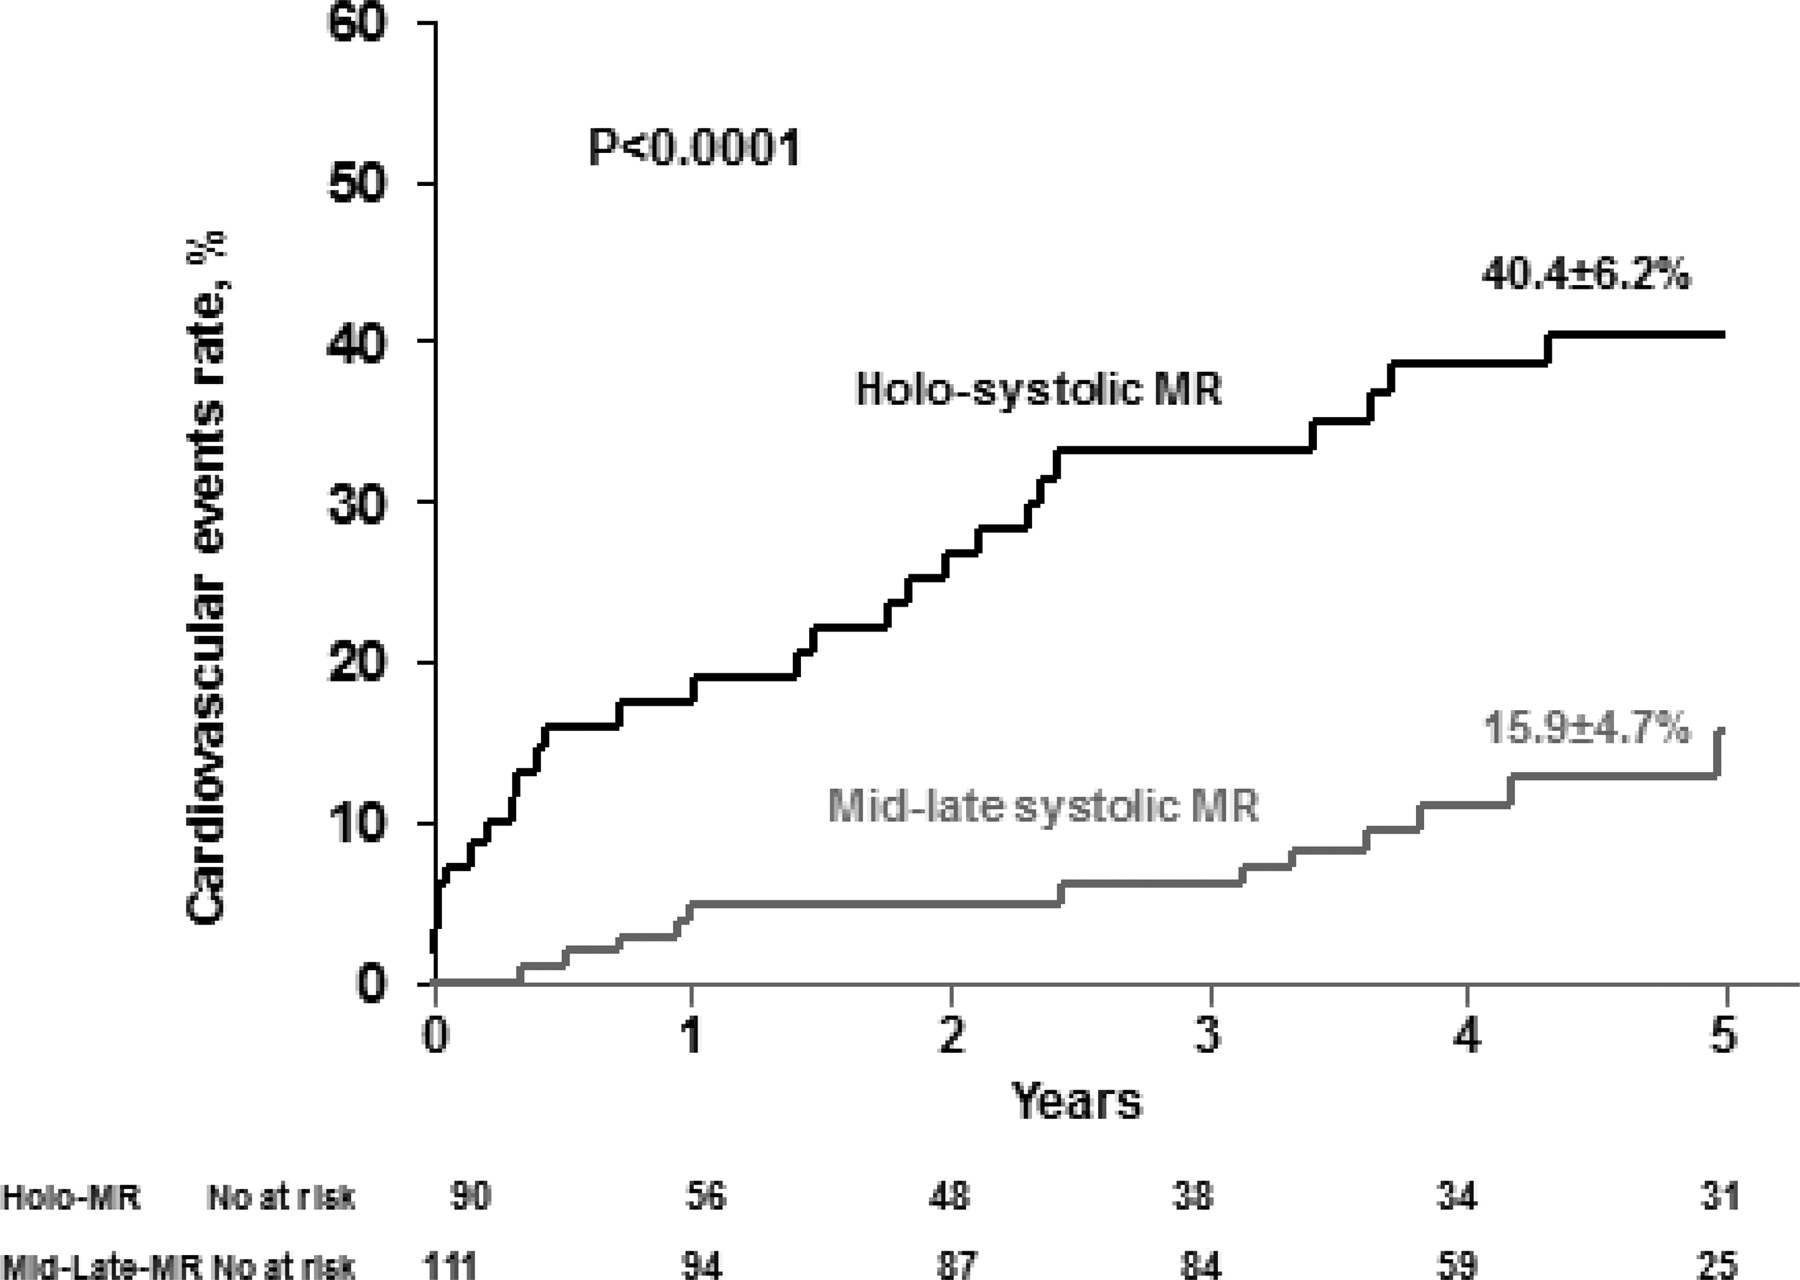 60
P<0.0001
50
Cardiovascular events rate, %
40.4±6.2%
40
Holo-systolic MR
30
20
15.9±4.7%
Mid-late systolic MR
10
0
0 1 2 3 4 5
Years
Holo-MR No at risk 90 56 48 38 34 31
Mid-Late-MR No at risk 111 94 87 84 59 25